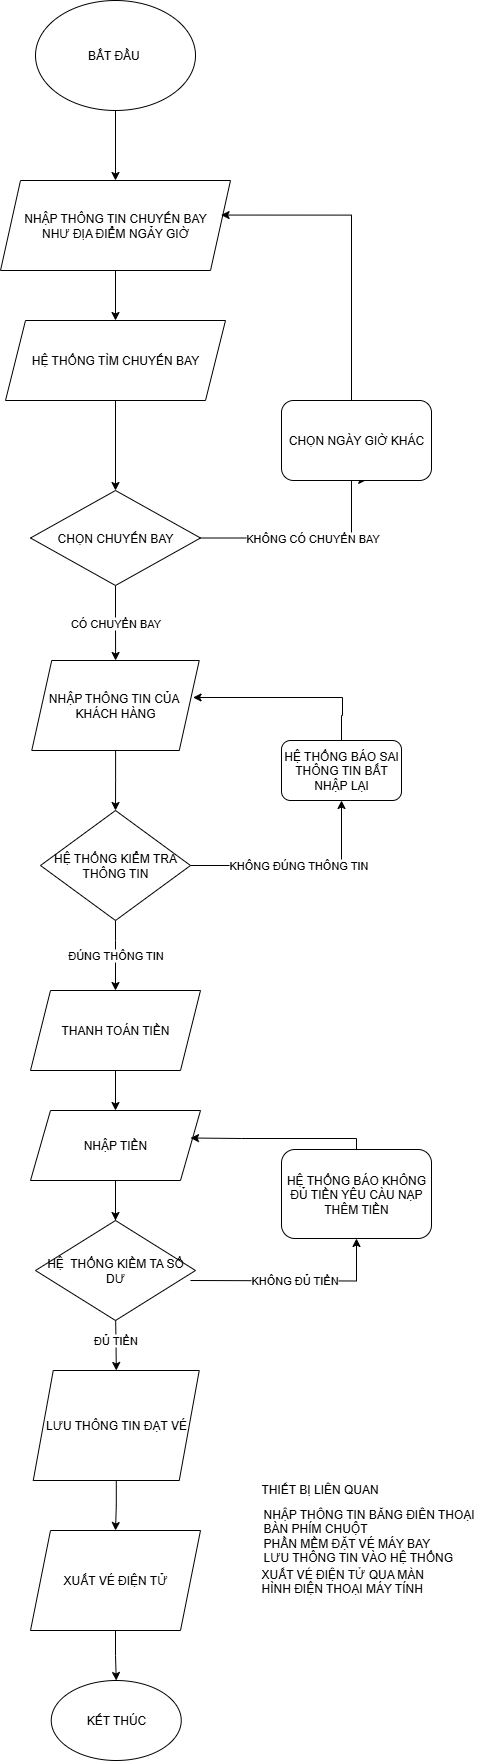 BẮT ĐẦU
NHẬP THÔNG TIN CHUYẾN BAY
NHƯ ĐỊA ĐIỂM NGÀY GIỜ
HỆ THỐNG TÌM CHUYẾN BAY
CHỌN NGÀY GIỜ KHÁC
CHỌN CHUYẾN BAY
KHÔNG CÓ CHUYẾN BAY
CÓ CHUYẾN BAY
NHẬP THÔNG TIN CỦA
KHÁCH HÀNG
HỆ THỐNG BÁO SAI
THÔNG TIN BẮT
NHẬP LẠI
HỆ THỐNG KIỂM TRA
THÔNG TIN
KHÔNG ĐÚNG THÔNG TIN
ĐÚNG THÔNG TIN
THANH TOÁN TIỀN
NHẬP TIỀN
HỆ THỐNG BÁO KHÔNG
ĐỦ TIỀN YÊU CÀU NẠP
THÊM TIỀN
HỆ THỐNG KIỂM TA SỐ
DƯ
KHÔNG ĐỦ TIỀN
ĐỦ TIỀN
LƯU THÔNG TIN ĐẠT VÉ
THIẾT BỊ LIÊN QUAN
NHẬP THÔNG TIN BẰNG ĐIÊN THOẠI
BÀN PHÍM CHUỘT
PHẦN MỀM ĐẶT VÉ MÁY BAY
LƯU THÔNG TIN VÀO HỆ THỐNG
XUẤT VÉ ĐIỆN TỬ QUA MÀN
HÌNH ĐIỆN THOẠI MÁY TÍNH
XUẤT VÉ ĐIỆN TỬ
KẾT THÚC